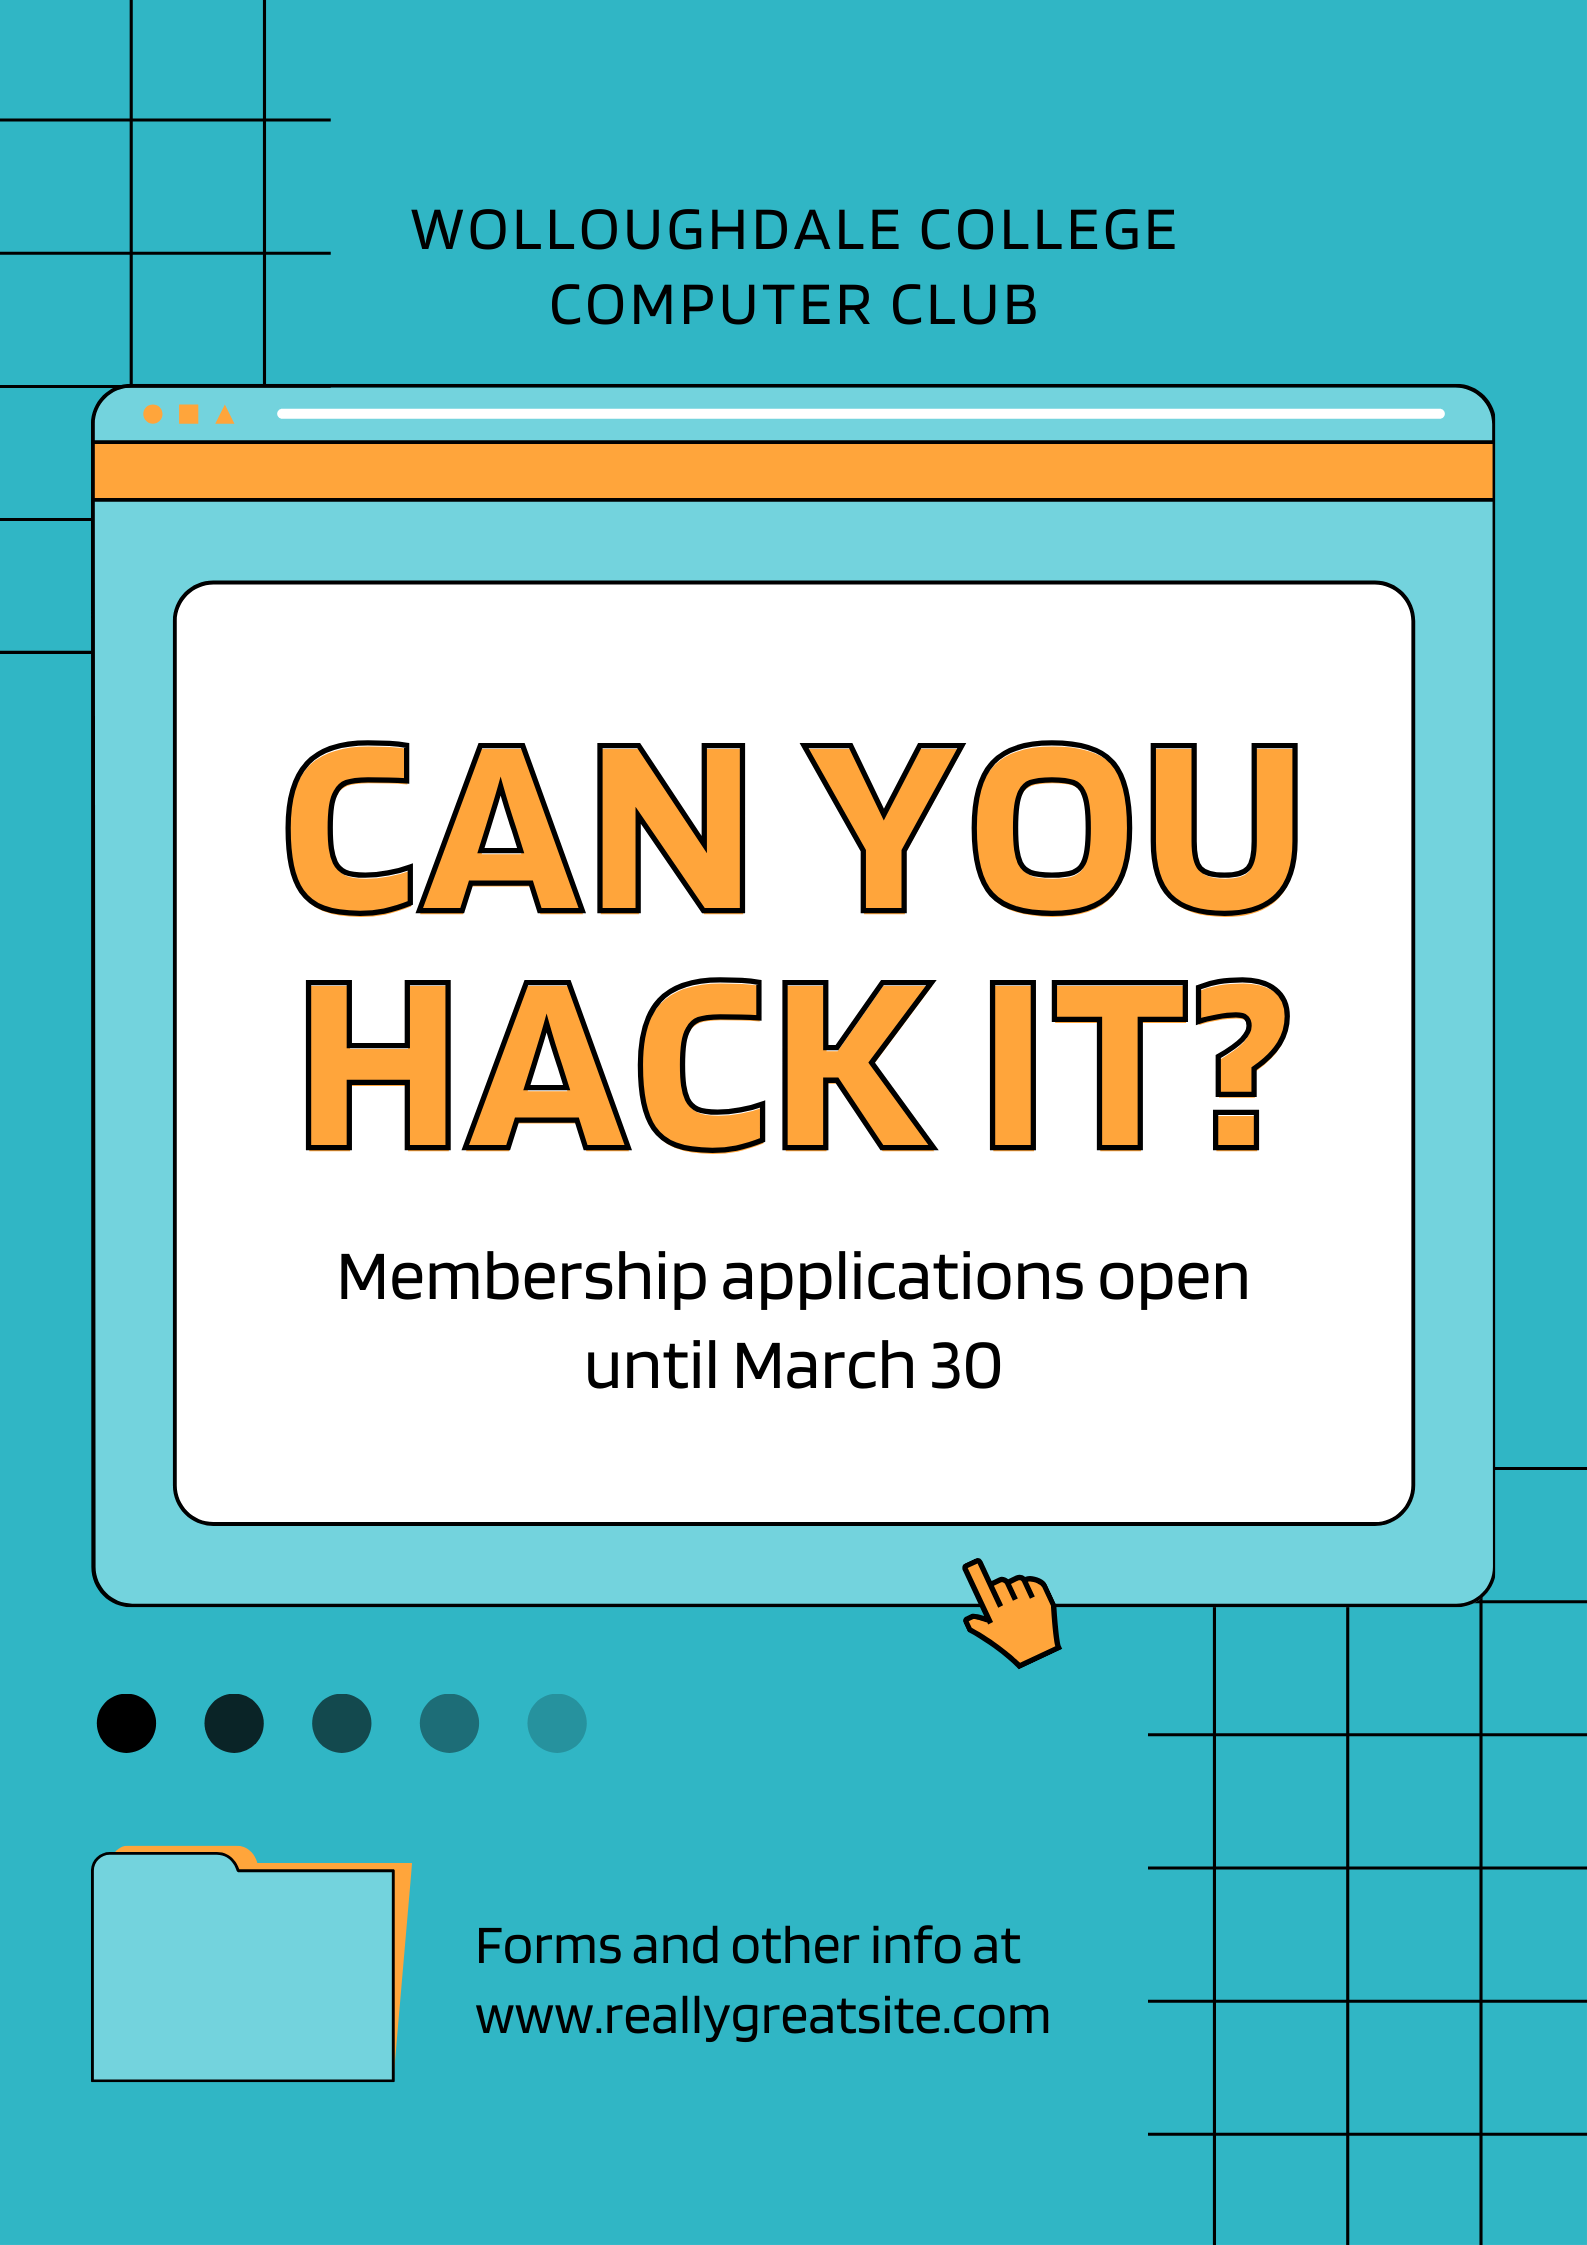 WOLLOUGHDALE COLLEGE
COMPUTER CLUB
CAN YOU
HACK IT?
Membership applications open
until March 30
Forms and other info at
www.reallygreatsite.com